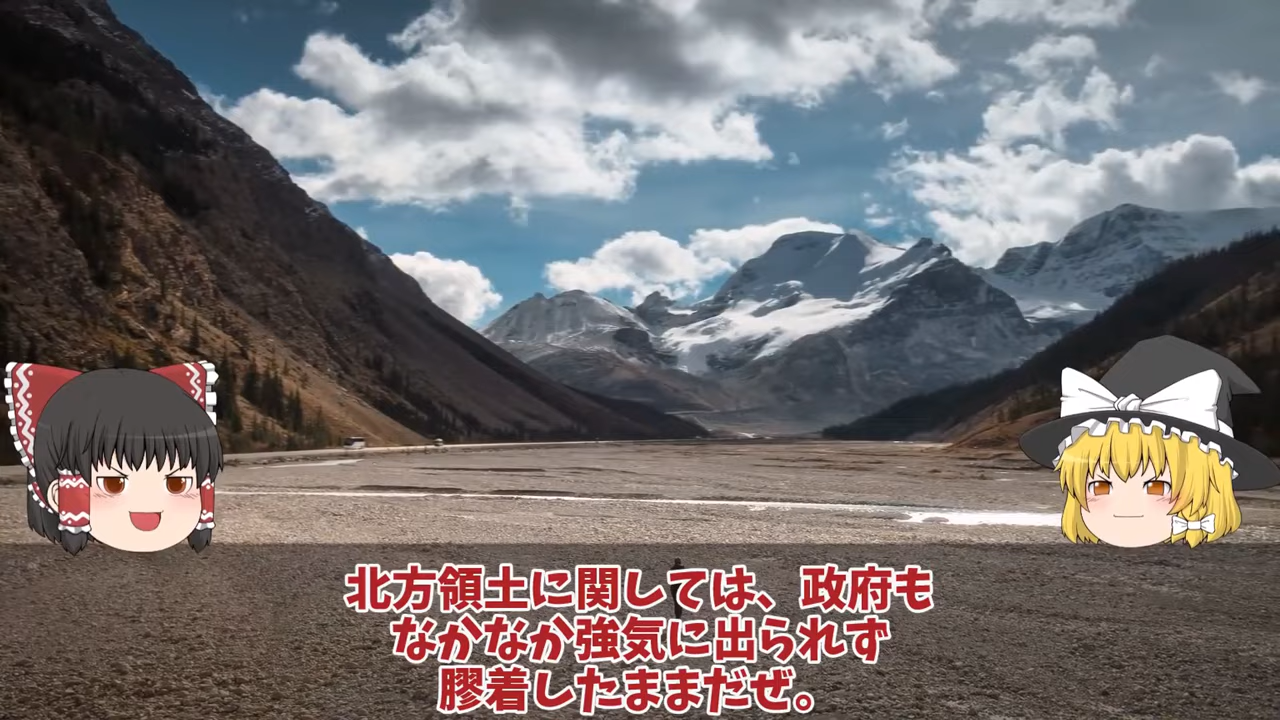 北方領土に関しては、政府も
なかなか強気に出られず
膠着したままだぜ。